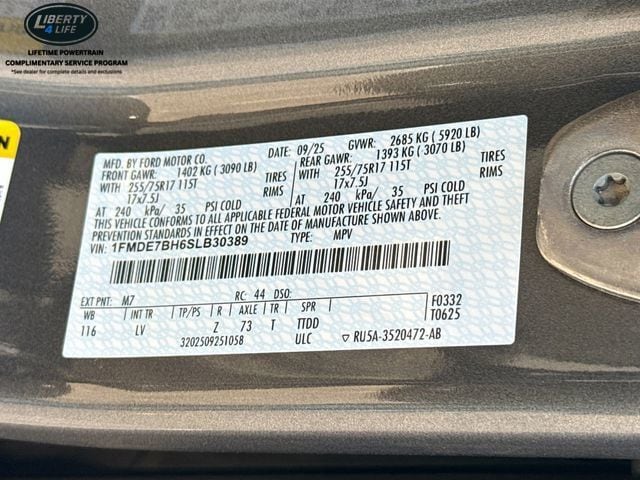 LIBERTY
4 LIFE
LIFETIME POWERTRAIN
COMPLIMENTARY SERVICE PROGRAM
*See dealer for complete details and exclusions
MFD. BY FORD MOTOR CO. DATE: 09/25 GVWR: 2685 KG ( 5920 LB)
FRONT GAWR: 1402 KG ( 3090 LB) REAR GAWR: 1393 KG ( 3070 LB)
WITH 255/75R17 115T TIRES WITH 255/75R17 115T TIRES
17x7.5J RIMS 17x7.5J RIMS
AT 240 kPa/ 35 PSI COLD AT 240 kPa/ 35 PSI COLD
THIS VEHICLE CONFORMS TO ALL APPLICABLE FEDERAL MOTOR VEHICLE SAFETY AND THEFT
PREVENTION STANDARDS IN EFFECT ON THE DATE OF MANUFACTURE SHOWN ABOVE.
VIN: 1FMDE7BH6SLB30389 TYPE: MPV
EXT PNT: M7 RC: 44 DSO: F0332
WB INT TR TP/PS R AXLE TR SPR T0625
116 LV Z 73 T TTDD
3202509251058 ULC ▽ RU5A-3520472-AB